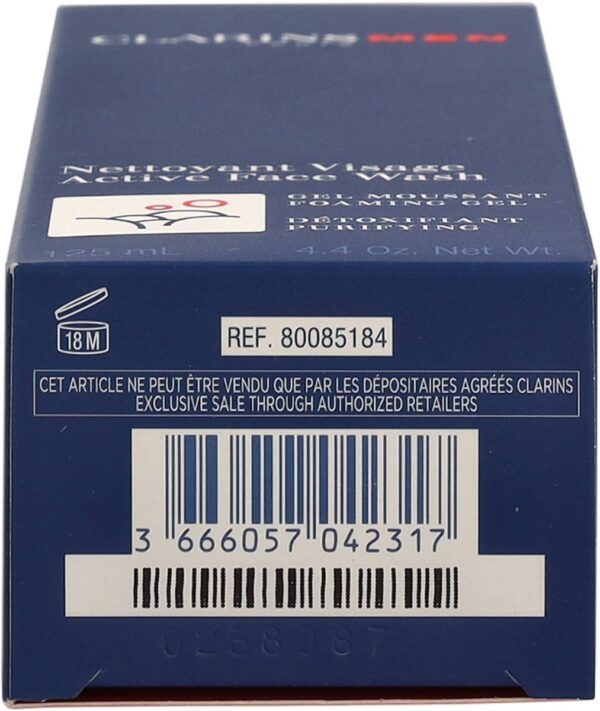 CLARINSMEN
Nettoyant Visage
Active Face Wash
GEL MOUSSANT
FOAMING GEL
DÉTOXIFIANT
PURIFYING
125 mL - 4.4 Oz. Net Wt.
18 M
REF. 80085184
CET ARTICLE NE PEUT ÊTRE VENDU QUE PAR LES DÉPOSITAIRES AGRÉÉS CLARINS
EXCLUSIVE SALE THROUGH AUTHORIZED RETAILERS
3 666057 042317